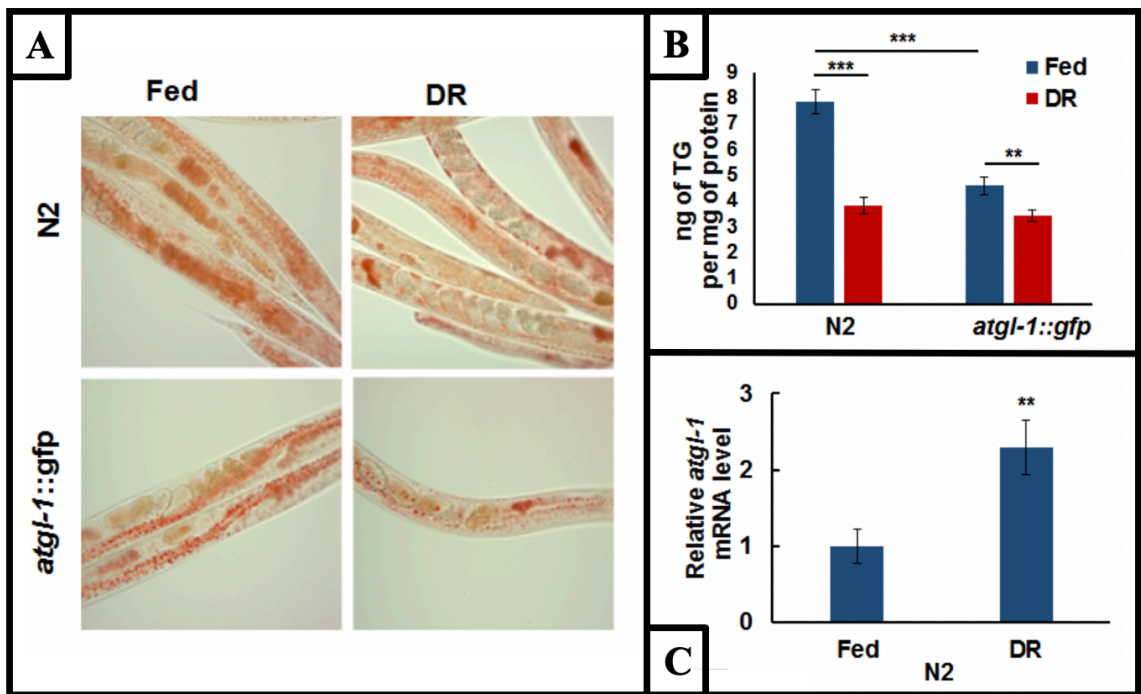 A
Fed
DR
N2
atgl-1::gfp
B
***
***
**
Fed
DR
ng of TG
per mg of protein
9
8
7
6
5
4
3
2
1
0
N2
atgl-1::gfp
C
Relative atgl-1
mRNA level
3
2
1
0
**
Fed
DR
N2